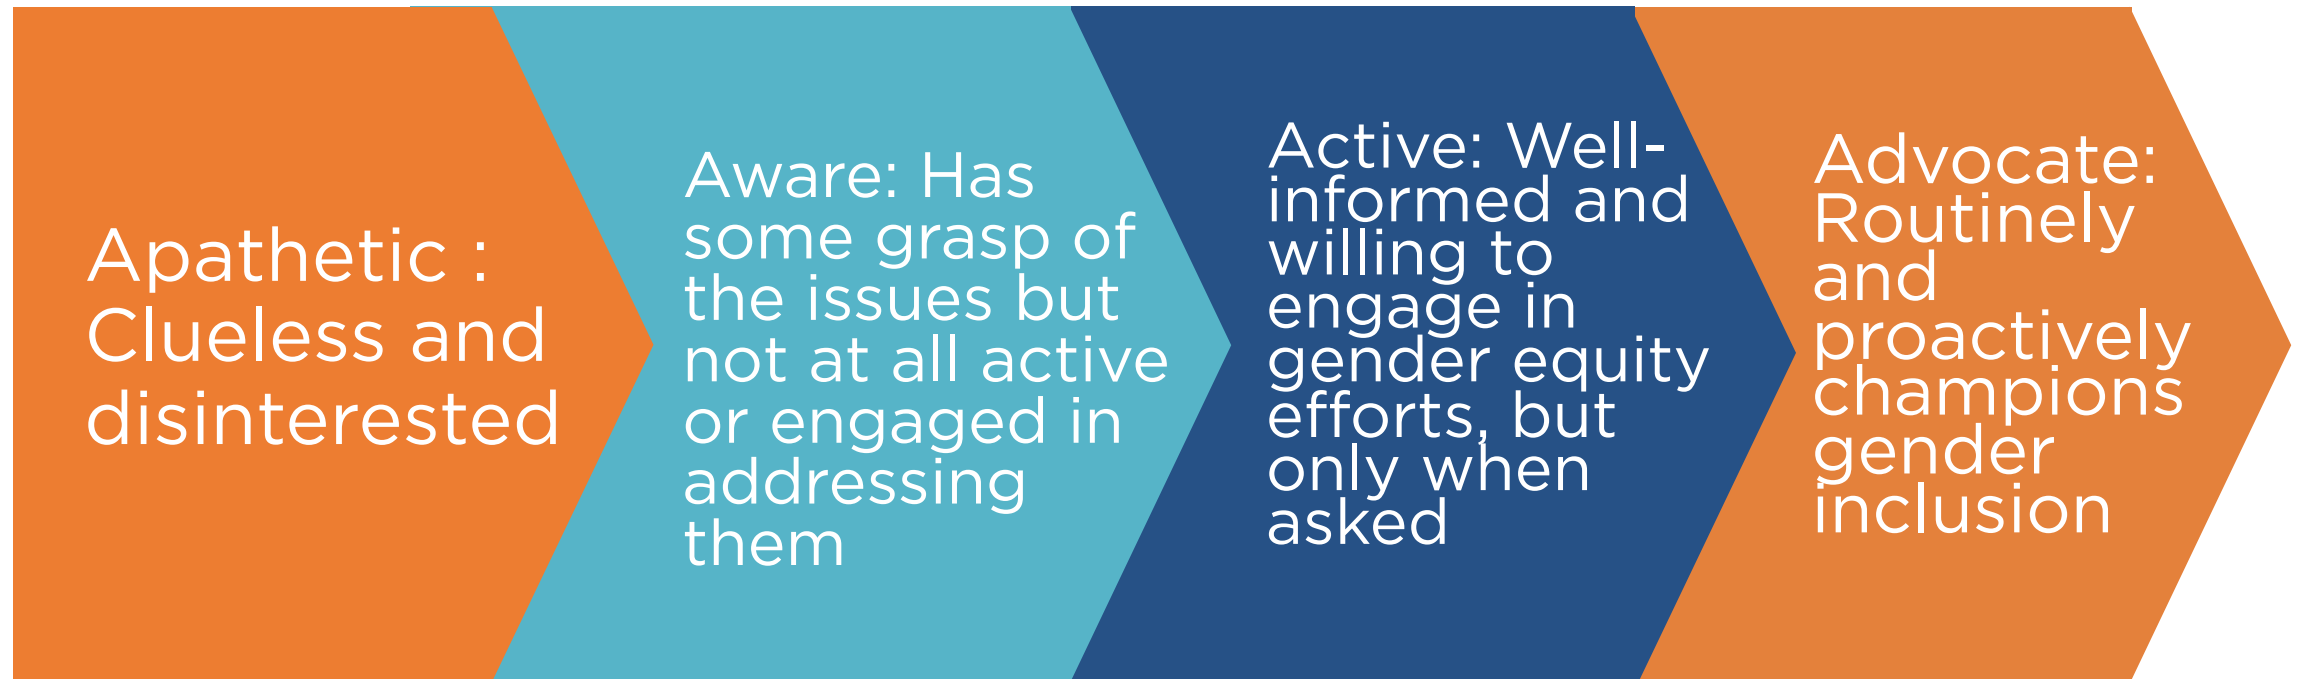 Apathetic :
Clueless and
disinterested
Aware: Has
some grasp of
the issues but
not at all active
or engaged in
addressing
them
Active: Well-
informed and
willing to
engage in
gender equity
efforts, but
only when
asked
Advocate:
Routinely
and
proactively
champions
gender
inclusion